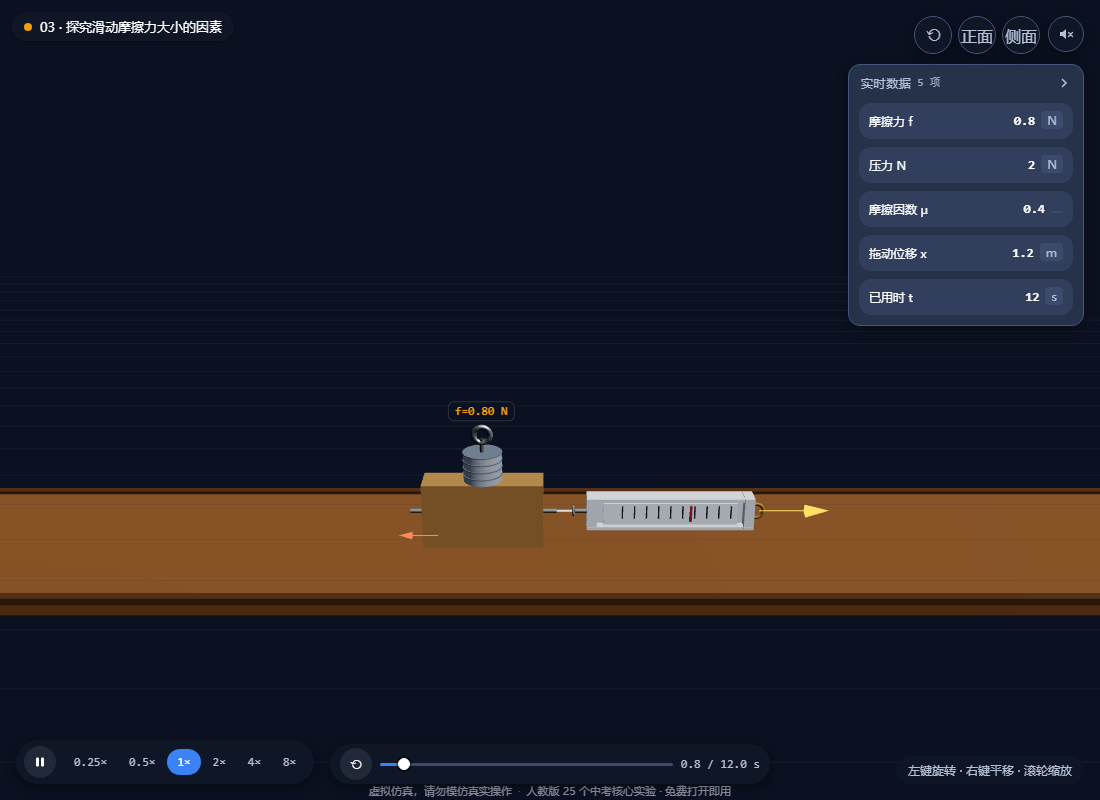 03 · 探究滑动摩擦力大小的因素
正面 侧面
实时数据 5 项
摩擦力 f 0.8 N
压力 N 2 N
摩擦因数 μ 0.4 —
拖动位移 x 1.2 m
已用时 t 12 s
f=0.80 N
0.25× 0.5× 1× 2× 4× 8×
0.8 / 12.0 s
左键旋转 · 右键平移 · 滚轮缩放
虚拟仿真，请勿模仿真实操作 · 人教版 25 个中考核心实验 · 免费打开即用